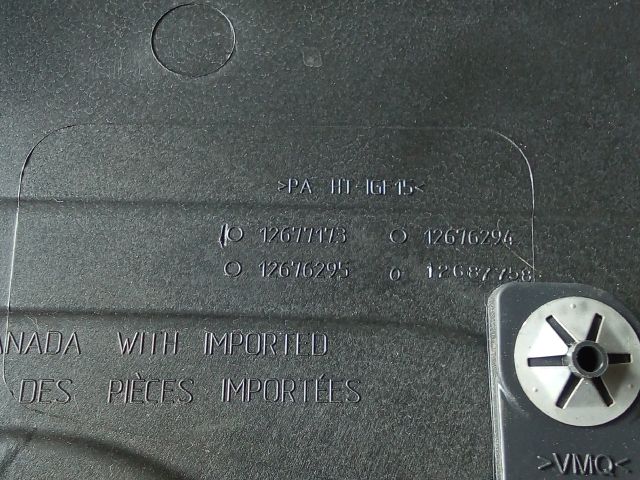 >PA HT-IGF15<
12677173 12676294
12676295 12687758
ANADA WITH IMPORTED
DES PIÈCES IMPORTÉES
>VMQ<